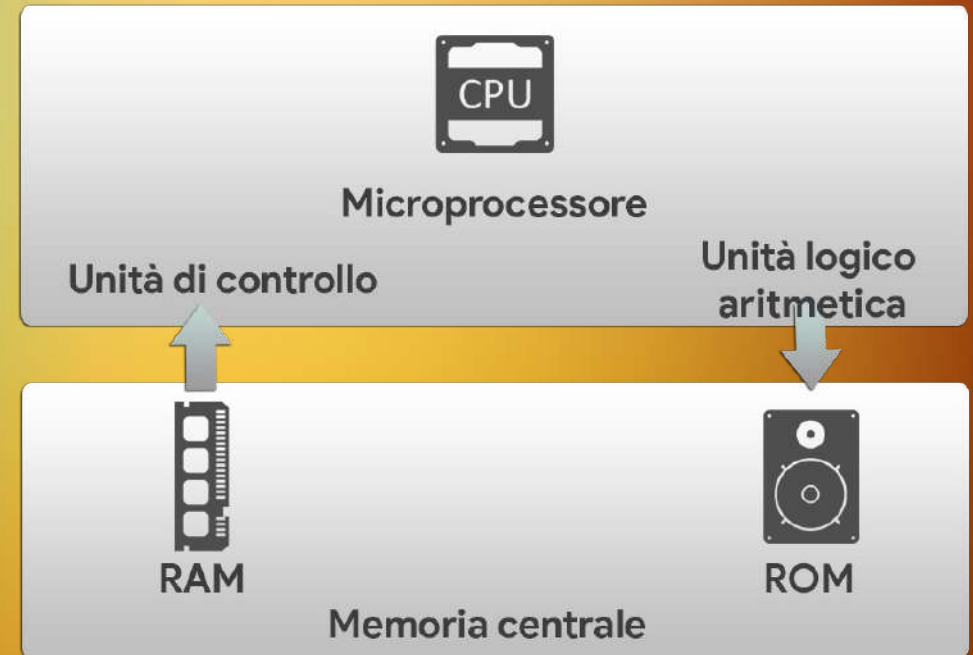 CPU
Microprocessore
Unità di controllo
Unità logico
aritmetica
RAM
ROM
Memoria centrale